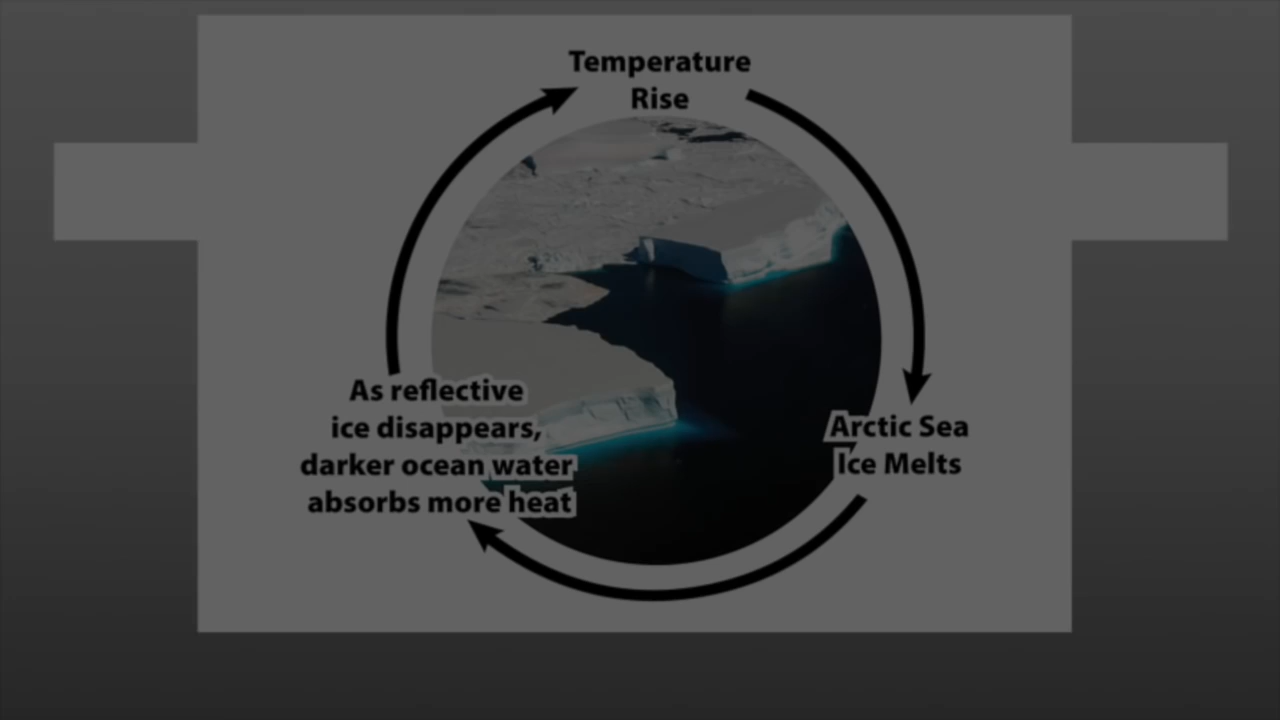 Temperature
Rise
Arctic Sea
Ice Melts
As reflective
ice disappears,
darker ocean water
absorbs more heat